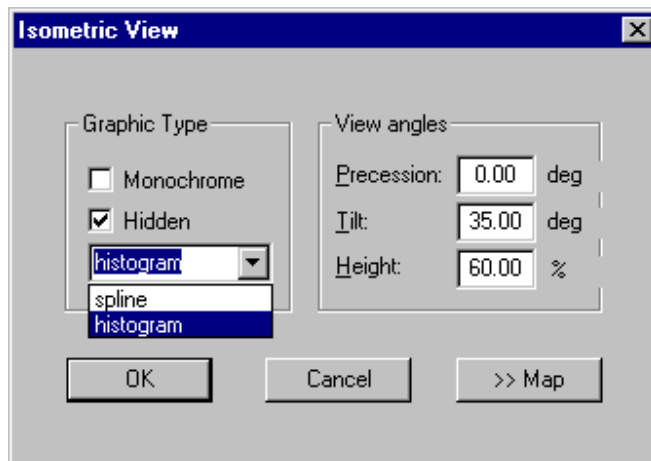 Isometric View
Graphic Type
Monochrome
Hidden
histogram
spline
histogram
View angles
Precession: 0.00 deg
Tilt: 35.00 deg
Height: 60.00 %
OK
Cancel
>> Map